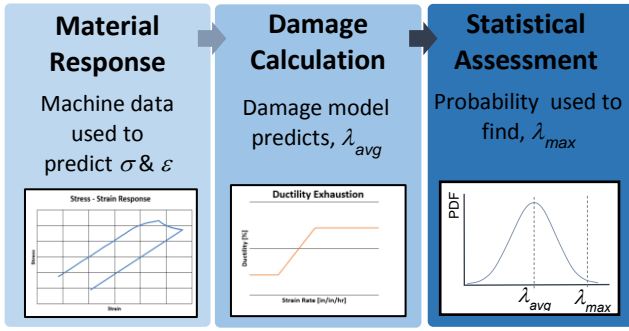 Material
Response
Machine data
used to
predict σ & ε
Stress - Strain Response
Stress
Strain
Damage
Calculation
Damage model
predicts, λavg
Ductility Exhaustion
Ductility [%]
Strain Rate [in/in/hr]
Statistical
Assessment
Probability used to
find, λmax
PDF
λavg
λmax